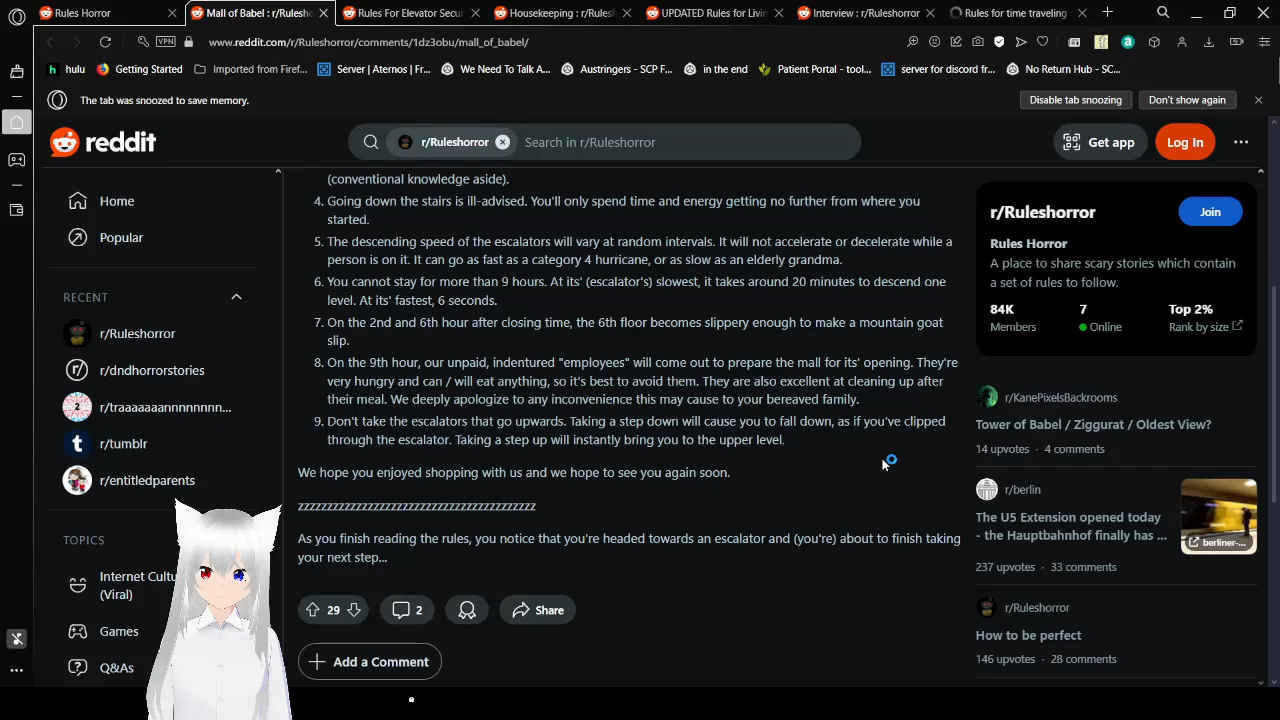 Rules Horror
Mall of Babel : r/Rulesho
Rules For Elevator Secur
Housekeeping : r/Rulesh
UPDATED Rules for Livin
Interview : r/Ruleshorror
Rules for time traveling
VPN
www.reddit.com/r/Ruleshorror/comments/1dz3obu/mall_of_babel/
hulu
Getting Started
Imported from Firef...
Server | Aternos | Fr...
We Need To Talk A...
Austringers - SCP F...
in the end
Patient Portal - tool...
server for discord fr...
No Return Hub - SC...
The tab was snoozed to save memory.
Disable tab snoozing
Don't show again
reddit
r/Ruleshorror
Search in r/Ruleshorror
Get app
Log In
Home
Popular
RECENT
r/Ruleshorror
r/dndhorrorstories
r/traaaaaaannnnnnnn...
r/tumblr
r/entitledparents
TOPICS
Internet Cultu
(Viral)
Games
Q&As
(conventional knowledge aside).
4. Going down the stairs is ill-advised. You'll only spend time and energy getting no further from where you
started.
5. The descending speed of the escalators will vary at random intervals. It will not accelerate or decelerate while a
person is on it. It can go as fast as a category 4 hurricane, or as slow as an elderly grandma.
6. You cannot stay for more than 9 hours. At its' (escalator's) slowest, it takes around 20 minutes to descend one
level. At its' fastest, 6 seconds.
7. On the 2nd and 6th hour after closing time, the 6th floor becomes slippery enough to make a mountain goat
slip.
8. On the 9th hour, our unpaid, indentured "employees" will come out to prepare the mall for its' opening. They're
very hungry and can / will eat anything, so it's best to avoid them. They are also excellent at cleaning up after
their meal. We deeply apologize to any inconvenience this may cause to your bereaved family.
9. Don't take the escalators that go upwards. Taking a step down will cause you to fall down, as if you've clipped
through the escalator. Taking a step up will instantly bring you to the upper level.
We hope you enjoyed shopping with us and we hope to see you again soon.
zzzzzzzzzzzzzzzzzzzzzzzzzzzzzzzzzzzzzzzz
As you finish reading the rules, you notice that you're headed towards an escalator and (you're) about to finish taking
your next step...
29
2
Share
Add a Comment
r/Ruleshorror
Join
Rules Horror
A place to share scary stories which contain
a set of rules to follow.
84K
7
Top 2%
Members
Online
Rank by size
r/KanePixelsBackrooms
Tower of Babel / Ziggurat / Oldest View?
14 upvotes · 4 comments
r/berlin
The U5 Extension opened today
- the Hauptbahnhof finally has ...
berliner-...
237 upvotes · 33 comments
r/Ruleshorror
How to be perfect
146 upvotes · 28 comments